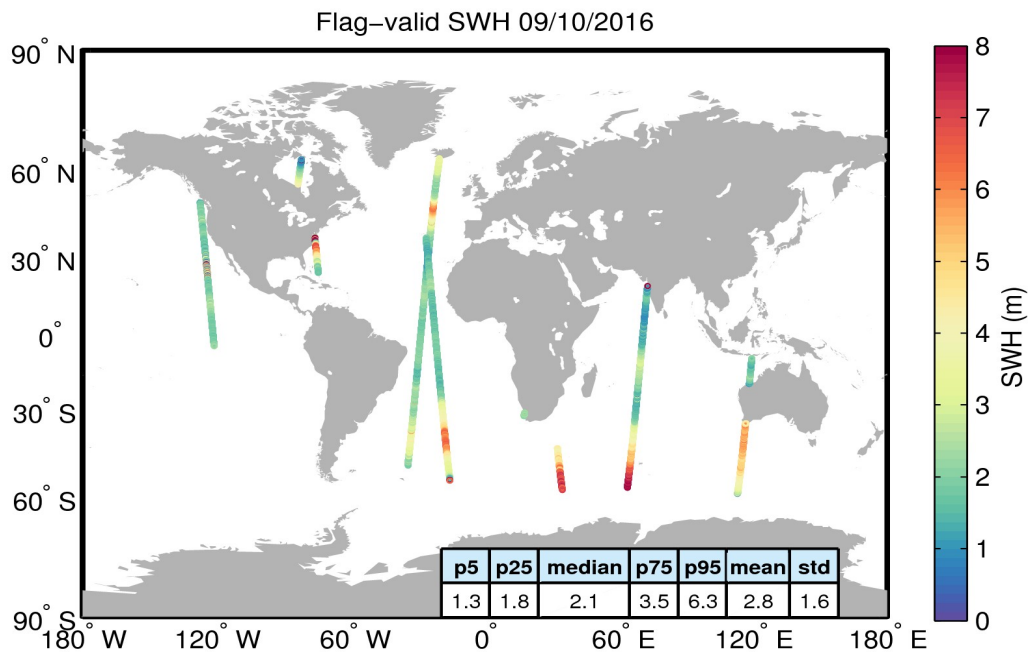 Flag-valid SWH 09/10/2016
90° N
60° N
30° N
0°
30° S
60° S
90° S
180° W
120° W
60° W
0°
60° E
120° E
180° E
p5 p25 median p75 p95 mean std
1.3 1.8 2.1 3.5 6.3 2.8 1.6
8
7
6
5
4
3
2
1
0
SWH (m)